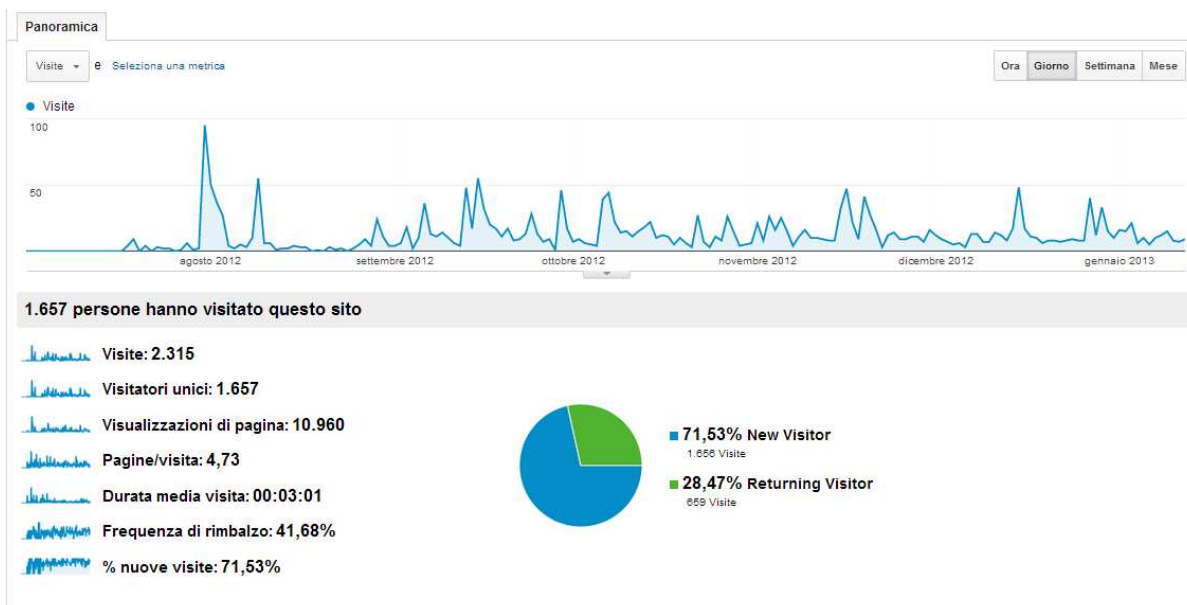 Panoramica
Visite e Seleziona una metrica Ora Giorno Settimana Mese
Visite
100
50
agosto 2012 settembre 2012 ottobre 2012 novembre 2012 dicembre 2012 gennaio 2013
1.657 persone hanno visitato questo sito
Visite: 2.315
Visitatori unici: 1.657
Visualizzazioni di pagina: 10.960
Pagine/visita: 4,73
Durata media visita: 00:03:01
Frequenza di rimbalzo: 41,68%
% nuove visite: 71,53%
71,53% New Visitor
1.656 Visite
28,47% Returning Visitor
659 Visite